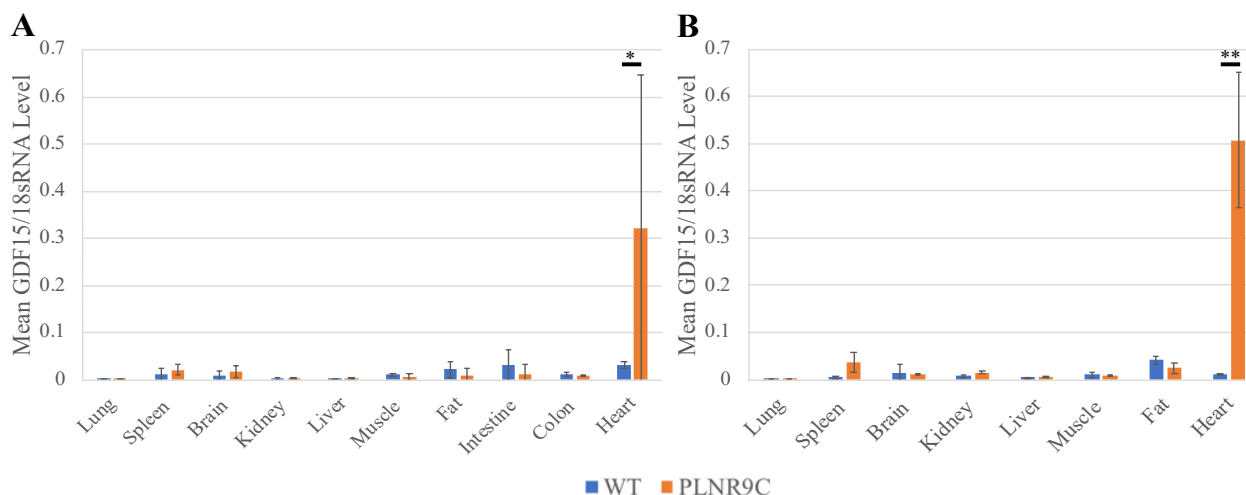 A
Mean GDF15/18sRNA Level
0.7
0.6
0.5
0.4
0.3
0.2
0.1
0
*
Lung
Spleen
Brain
Kidney
Liver
Muscle
Fat
Intestine
Colon
Heart
B
Mean GDF15/18sRNA Level
0.7
0.6
0.5
0.4
0.3
0.2
0.1
0
**
Lung
Spleen
Brain
Kidney
Liver
Muscle
Fat
Heart
WT PLNR9C